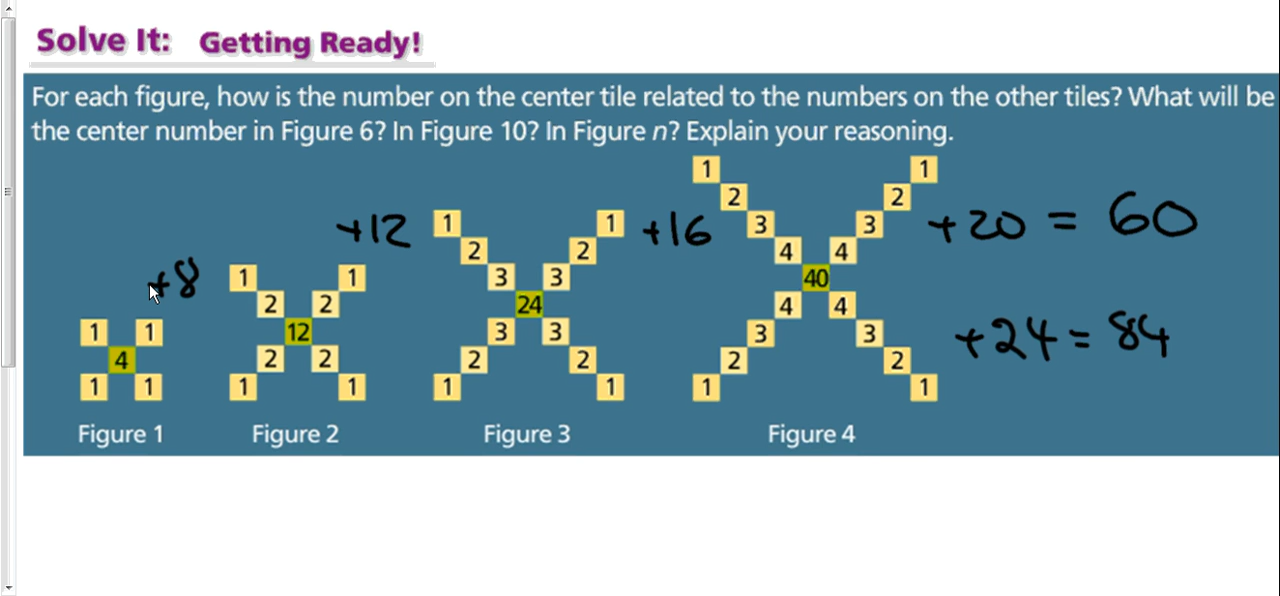 Solve It: Getting Ready!
For each figure, how is the number on the center tile related to the numbers on the other tiles? What will be
the center number in Figure 6? In Figure 10? In Figure n? Explain your reasoning.
1 1
2 2
+12 1 1 +16 3 3 +20 = 60
2 2 4 4
+8 1 1 3 3 40
2 2 24 4 4
1 1 12 3 3 3 3 +24 = 84
4 2 2 2 2 2 2
1 1 1 1 1 1 1 1
Figure 1 Figure 2 Figure 3 Figure 4